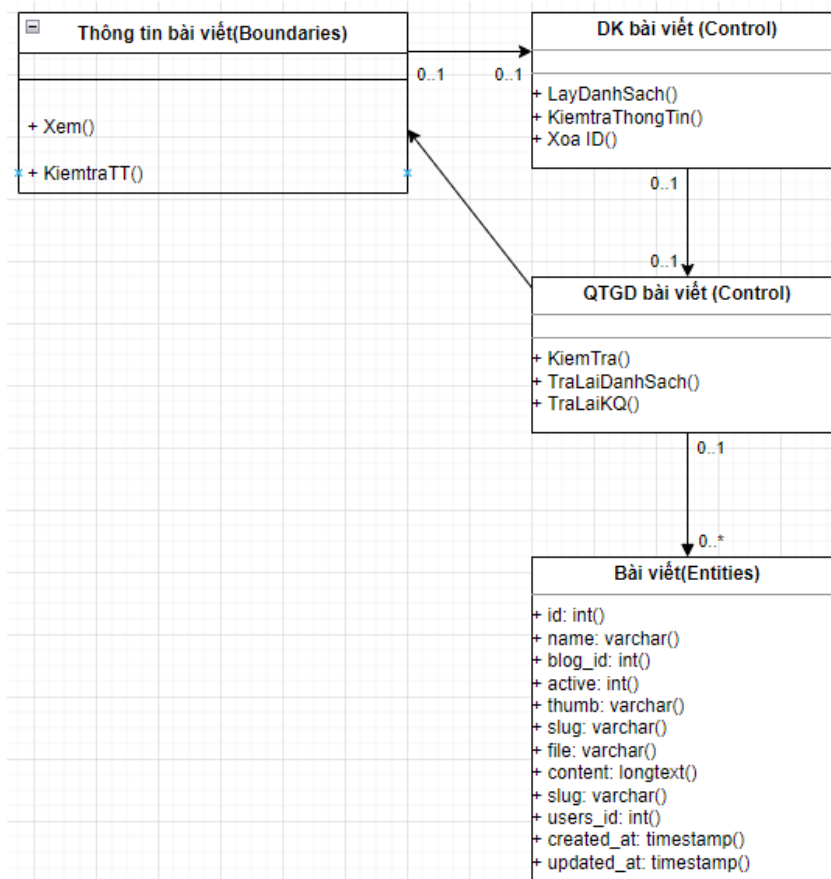 Thông tin bài viết(Boundaries)
+ Xem()
+ KiemtraTT()
0..1
0..1
DK bài viết (Control)
+ LayDanhSach()
+ KiemtraThongTin()
+ Xoa ID()
0..1
0..1
QTGD bài viết (Control)
+ KiemTra()
+ TraLaiDanhSach()
+ TraLaiKQ()
0..1
0..*
Bài viết(Entities)
+ id: int()
+ name: varchar()
+ blog_id: int()
+ active: int()
+ thumb: varchar()
+ slug: varchar()
+ file: varchar()
+ content: longtext()
+ slug: varchar()
+ users_id: int()
+ created_at: timestamp()
+ updated_at: timestamp()